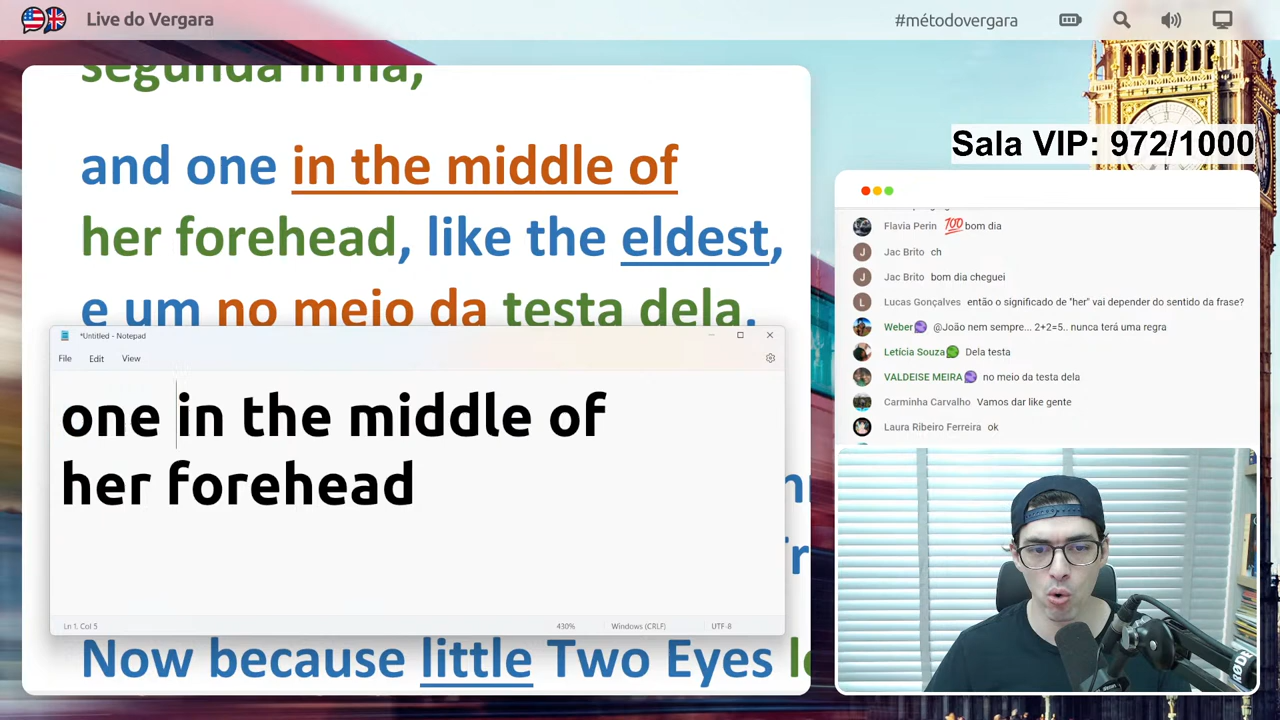 Live do Vergara
#métodovergara
segunda irmã,
and one in the middle of
her forehead, like the eldest,
e um no meio da testa dela,
*Untitled - Notepad
File Edit View
one in the middle of
her forehead
Ln 1, Col 5
430%
Windows (CRLF)
UTF-8
Now because little Two Eyes
Sala VIP: 972/1000
Flavia Perin 💯 bom dia
Jac Brito ch
Jac Brito bom dia cheguei
Lucas Gonçalves então o significado de "her" vai depender do sentido da frase?
Weber @João nem sempre... 2+2=5.. nunca terá uma regra
Letícia Souza Dela testa
VALDEISE MEIRA no meio da testa dela
Carminha Carvalho Vamos dar like gente
Laura Ribeiro Ferreira ok
RØDE